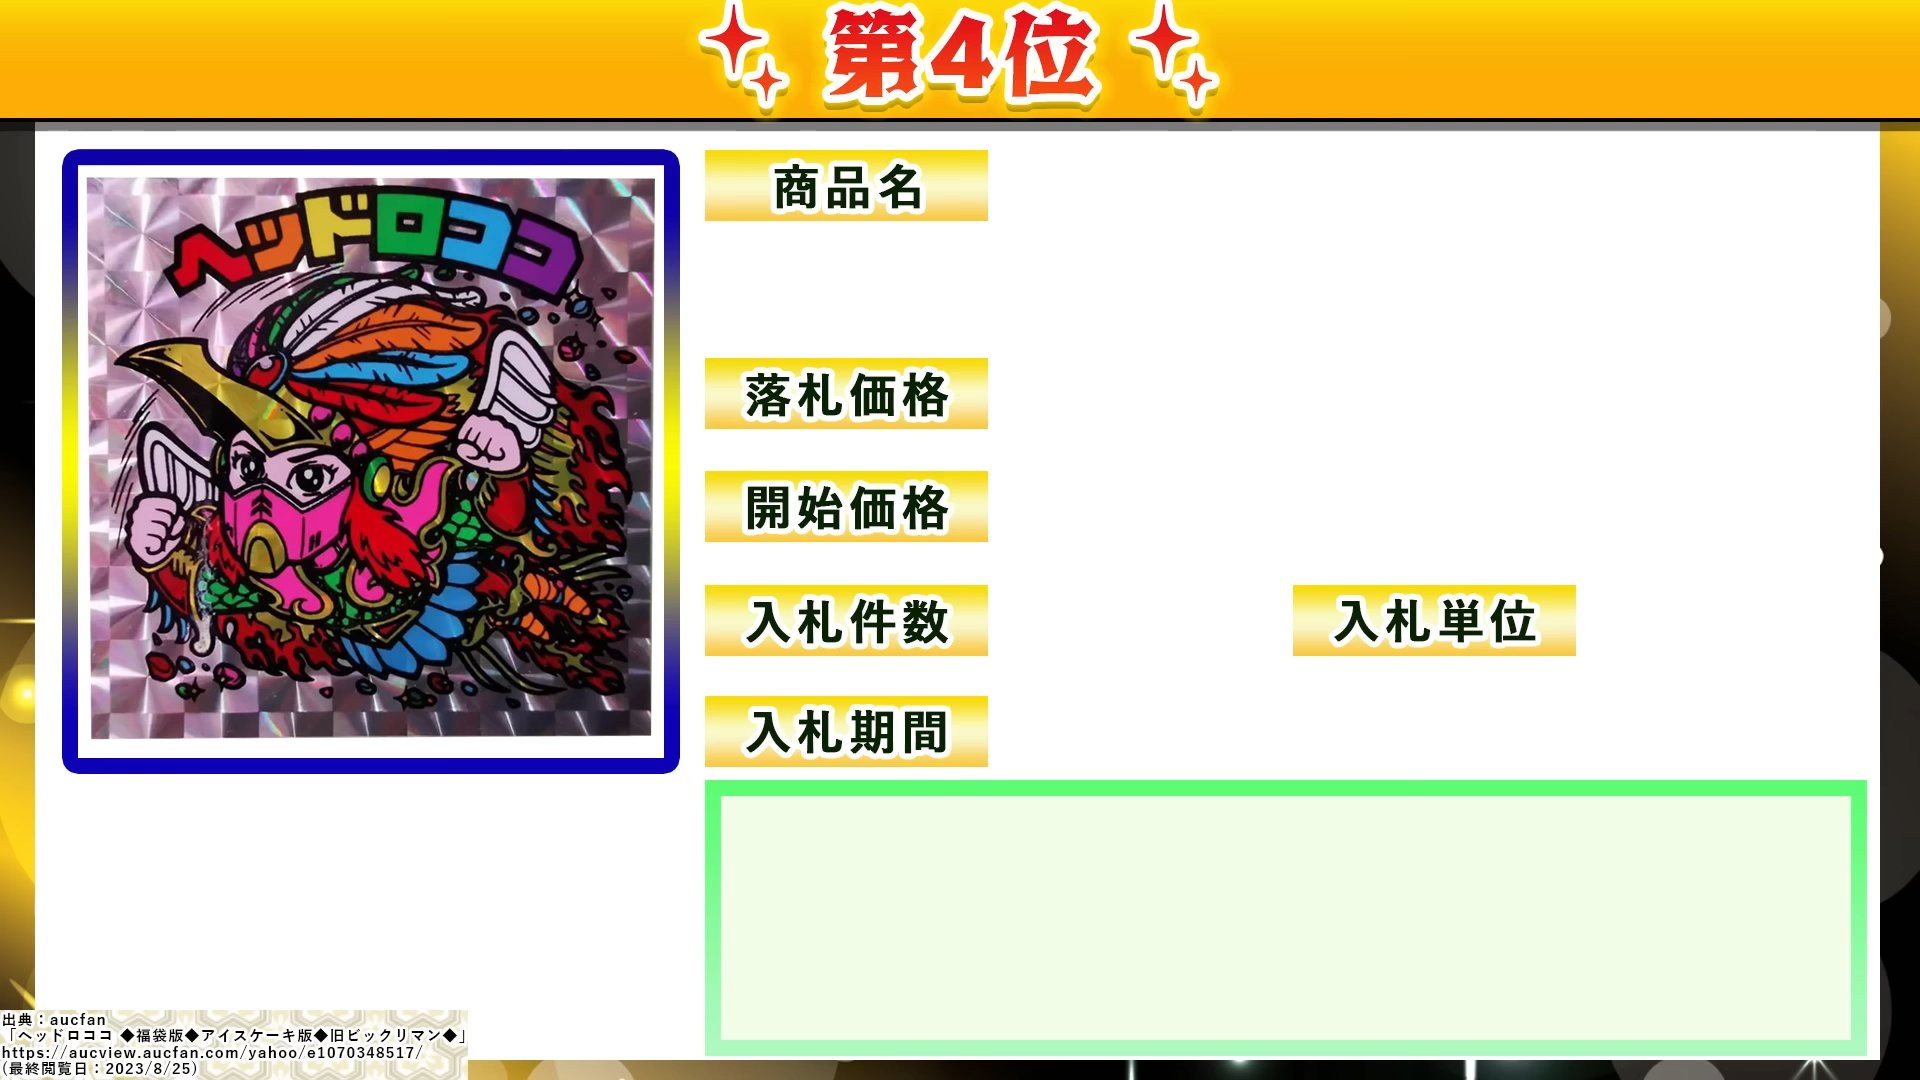 第4位
ヘッドロココ
商品名
落札価格
開始価格
入札件数
入札単位
入札期間
出典：aucfan
「ヘッドロココ ◆福袋版◆アイスケーキ版◆旧ビックリマン◆」
https://aucview.aucfan.com/yahoo/e1070348517/
(最終閲覧日：2023/8/25)